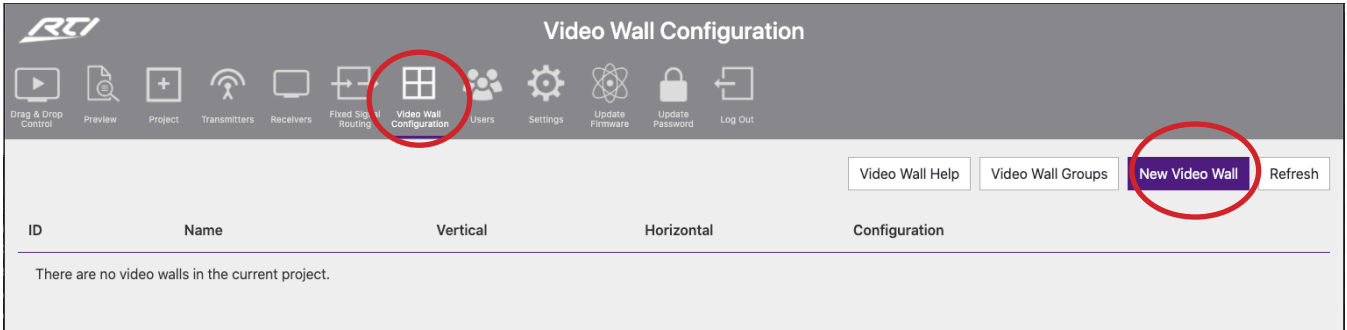 RTI
Video Wall Configuration
Drag & Drop
Control
Preview
Project
Transmitters
Receivers
Fixed Signal
Routing
Video Wall
Configuration
Users
Settings
Update
Firmware
Update
Password
Log Out
Video Wall Help
Video Wall Groups
New Video Wall
Refresh
ID Name Vertical Horizontal Configuration
There are no video walls in the current project.